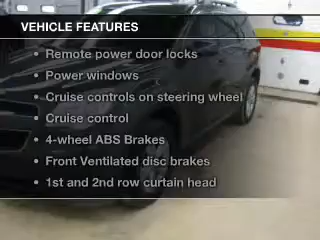 VEHICLE FEATURES
• Remote power door locks
• Power windows
• Cruise controls on steering wheel
• Cruise control
• 4-wheel ABS Brakes
• Front Ventilated disc brakes
• 1st and 2nd row curtain head